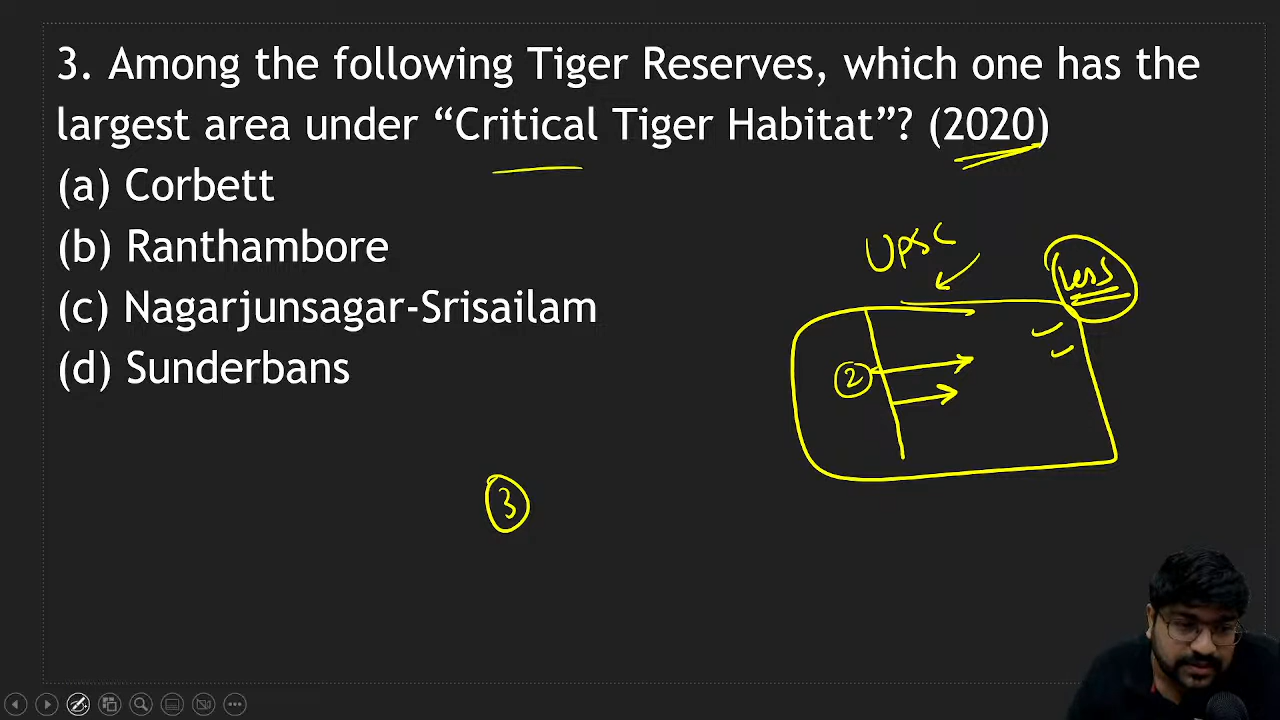 3. Among the following Tiger Reserves, which one has the
largest area under “Critical Tiger Habitat”? (2020)
(a) Corbett
(b) Ranthambore
(c) Nagarjunsagar-Srisailam
(d) Sunderbans
UPSC
Less
2
3